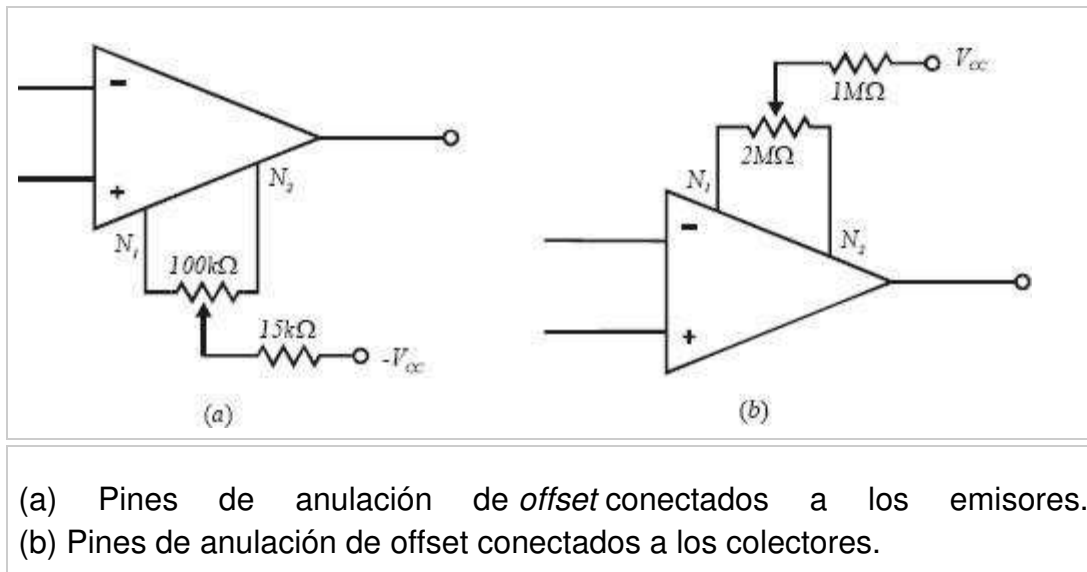 -
+
N₁
N₂
100kΩ
15kΩ
-Vcc
(a)
Vcc
1MΩ
2MΩ
N₁
N₂
-
+
(b)
(a) Pines de anulación de offset conectados a los emisores.
(b) Pines de anulación de offset conectados a los colectores.